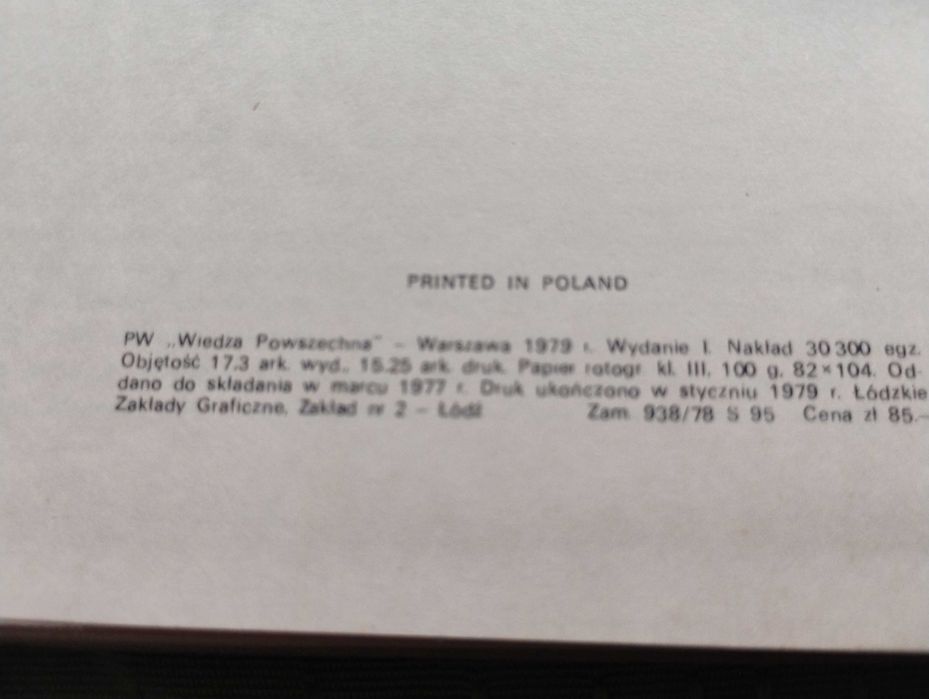 PRINTED IN POLAND
PW „Wiedza Powszechna” – Warszawa 1979 r. Wydanie I. Nakład 30 300 egz.
Objętość 17,3 ark. wyd., 15,25 ark. druk. Papier rotogr. kl. III, 100 g, 82×104. Od-
dano do składania w marcu 1977 r. Druk ukończono w styczniu 1979 r. Łódzkie
Zakłady Graficzne, Zakład nr 2 – Łódź Zam. 938/78 S 95 Cena zł 85.–